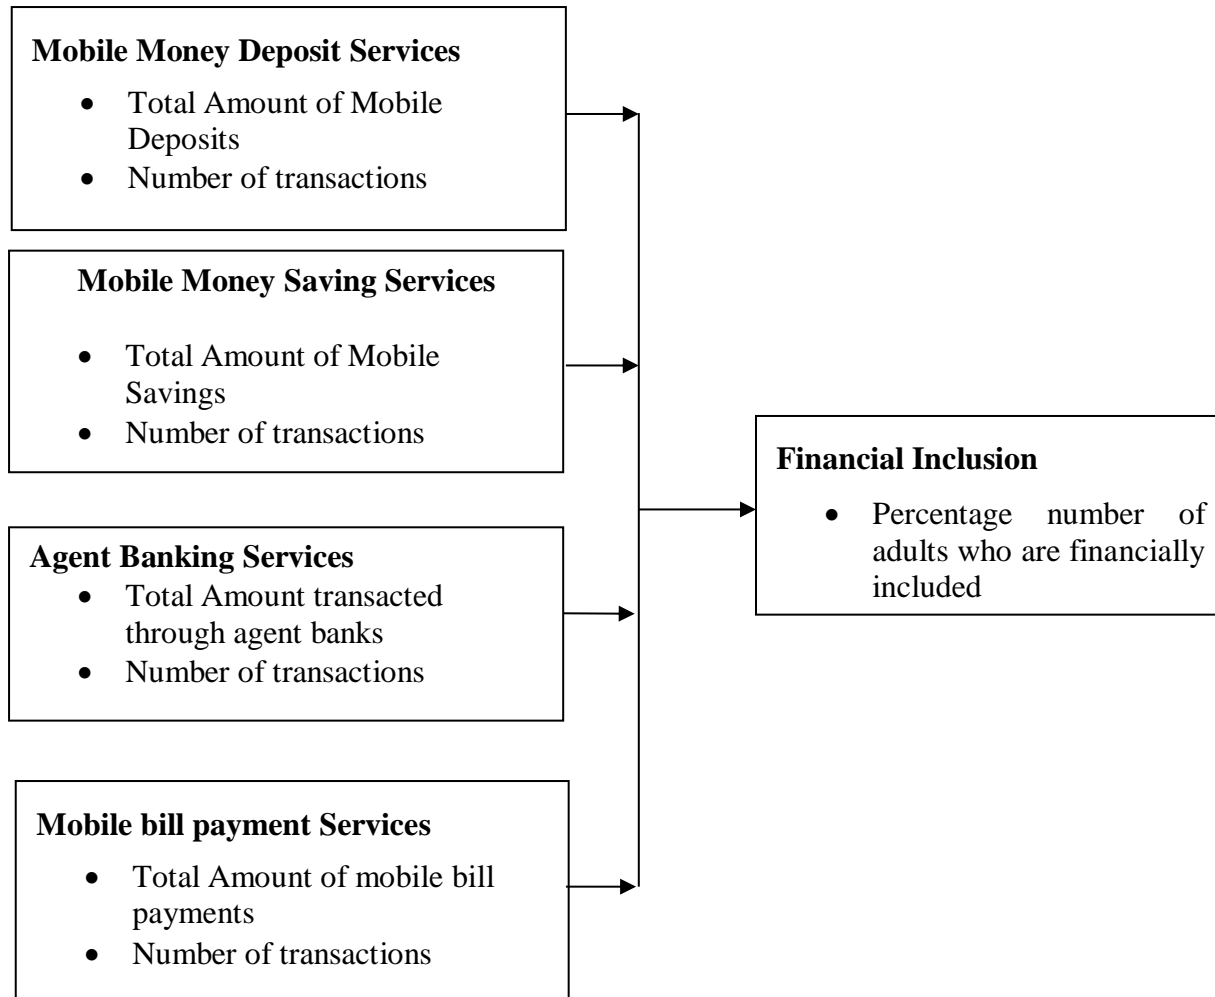 Mobile Money Deposit Services
• Total Amount of Mobile
Deposits
• Number of transactions
Mobile Money Saving Services
• Total Amount of Mobile
Savings
• Number of transactions
Agent Banking Services
• Total Amount transacted
through agent banks
• Number of transactions
Mobile bill payment Services
• Total Amount of mobile bill
payments
• Number of transactions
Financial Inclusion
• Percentage number of
adults who are financially
included